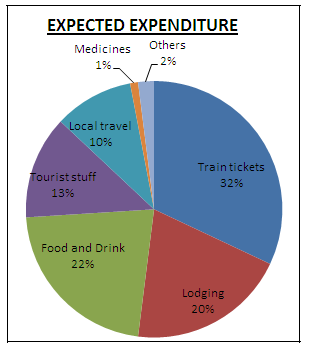 EXPECTED EXPENDITURE
Medicines
1%
Others
2%
Train tickets
32%
Lodging
20%
Food and Drink
22%
Tourist stuff
13%
Local travel
10%